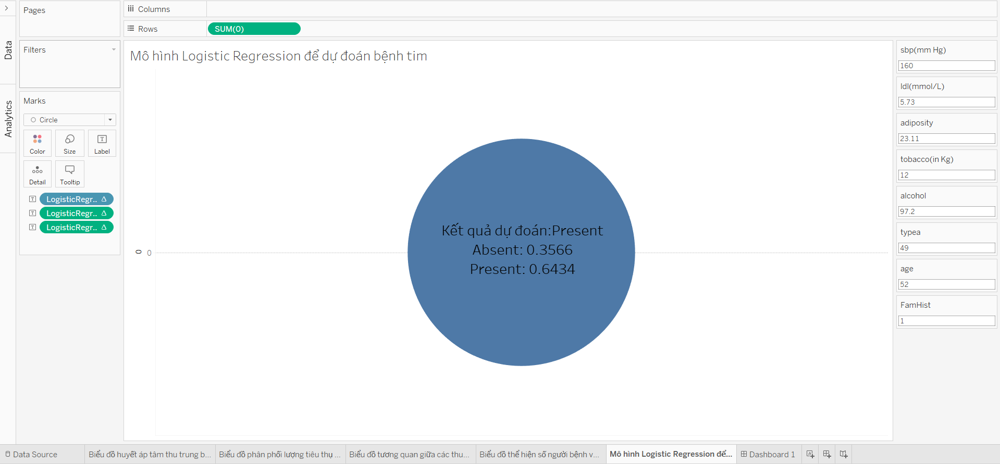 Pages
Columns
Rows
SUM(0)
Data
Analytics
Filters
Marks
Circle
Color
Size
Label
Detail
Tooltip
LogisticRegr..
LogisticRegr..
LogisticRegr..
Mô hình Logistic Regression để dự đoán bệnh tim
0
0
Kết quả dự đoán:Present
Absent: 0.3566
Present: 0.6434
sbp(mm Hg)
160
ldl(mmol/L)
5.73
adiposity
23.11
tobacco(in Kg)
12
alcohol
97.2
typea
49
age
52
FamHist
1
Data Source
Biểu đồ huyết áp tâm thu trung b...
Biểu đồ phân phối lượng tiêu thụ ...
Biểu đồ tương quan giữa các thu...
Biểu đồ thể hiện số người bệnh v...
Mô hình Logistic Regression để...
Dashboard 1